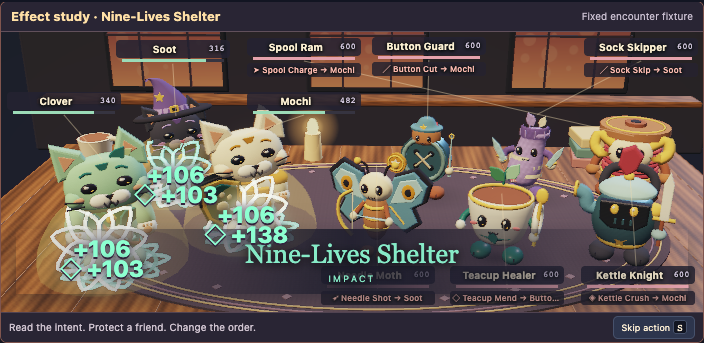 Effect study · Nine-Lives Shelter
Fixed encounter fixture
Soot 316
Spool Ram 600
➤ Spool Charge → Mochi
Button Guard 600
⟋ Button Cut → Mochi
Sock Skipper 600
⟋ Sock Skip → Soot
Clover 340
Mochi 482
+106
◇ +103
+106
◇ +138
+106
◇ +103
Nine-Lives Shelter
IMPACT
Moth 600
✔ Needle Shot → Soot
Teacup Healer 600
◇ Teacup Mend → Butto...
Kettle Knight 600
◈ Kettle Crush → Mochi
Read the intent. Protect a friend. Change the order.
Skip action S